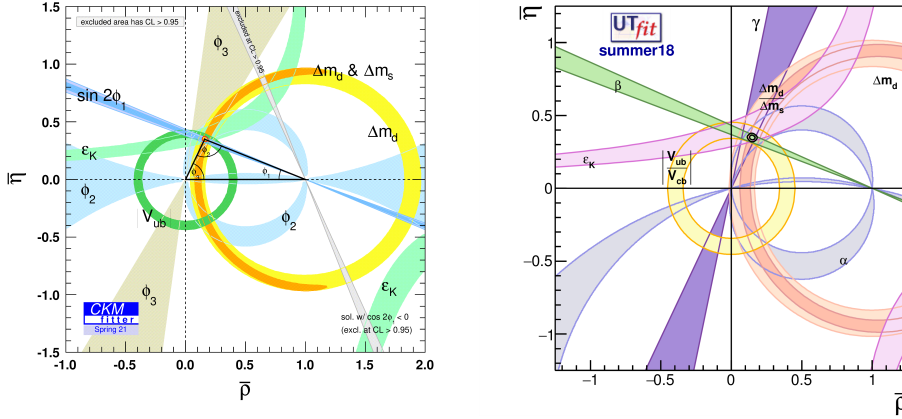 excluded area has CL > 0.95
excluded at CL > 0.95
ϕ3
Δmd & Δms
sin 2ϕ1
Δmd
εK
ϕ2
ϕ2
ϕ3
ϕ1
ϕ2
Vub
εK
ϕ3
CKM
fitter
Spring 21
sol. w/ cos 2ϕ1 < 0
(excl. at CL > 0.95)
η̅
1.5
1.0
0.5
0.0
-0.5
-1.0
-1.5
-1.0
-0.5
0.0
0.5
1.0
1.5
2.0
ρ̅
η̅
UTfit
summer18
γ
β
Δmd
Δms
Δmd
εK
Vub
Vcb
α
1
0.5
0
−0.5
−1
−1
−0.5
0
0.5
1
ρ̅